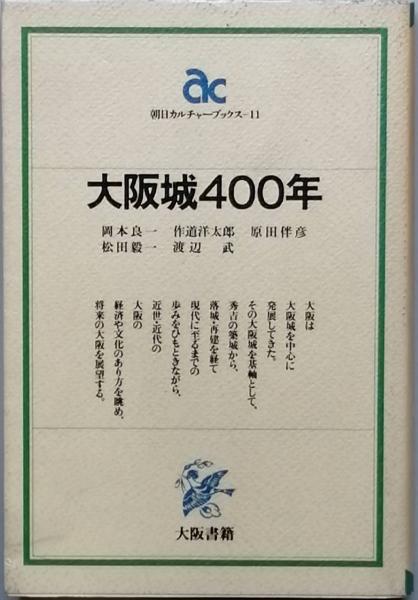 ac
朝日カルチャーブックス-11
大阪城400年
岡本良一 作道洋太郎 原田伴彦
松田毅一 渡辺 武
大阪は
大阪城を中心に
発展してきた。
その大阪城を基軸として、
秀吉の築城から、
落城・再建を経て
現代に至るまでの
歩みをひもときながら、
近世・近代の
大阪の
経済や文化のあり方を眺め、
将来の大阪を展望する。
大阪書籍